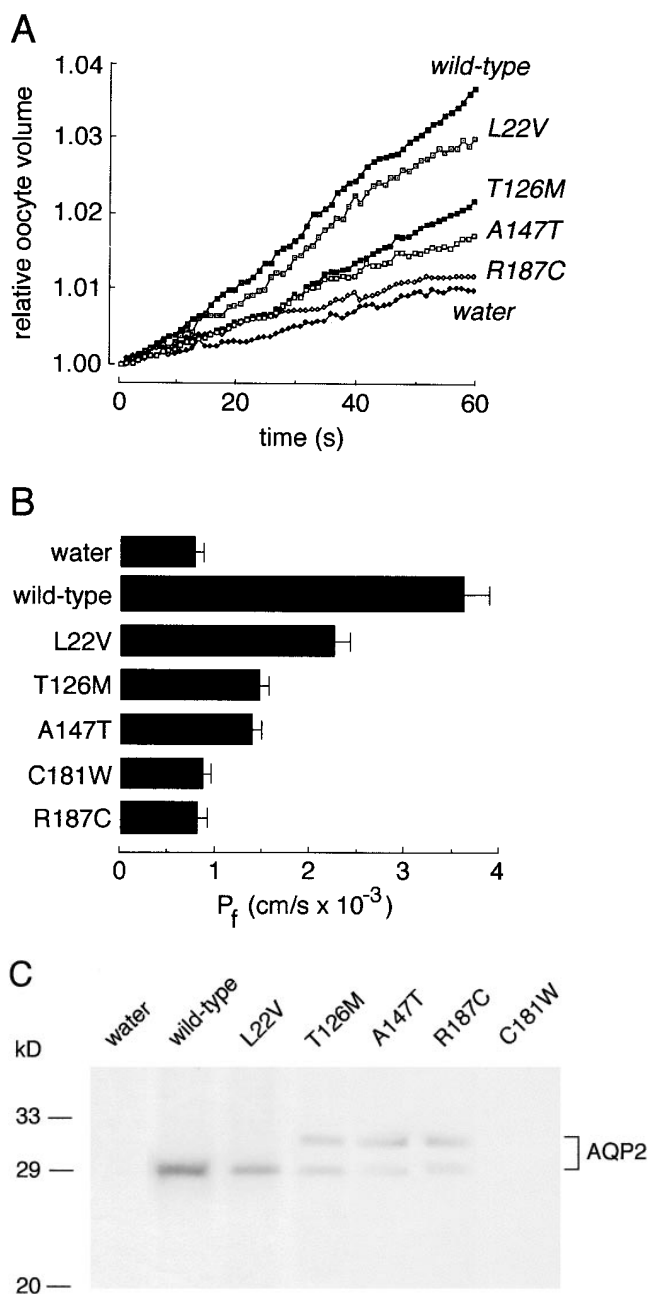 A
1.04
1.03
1.02
1.01
1.00
relative oocyte volume
wild-type
L22V
T126M
A147T
R187C
water
0 20 40 60
time (s)
B
water
wild-type
L22V
T126M
A147T
C181W
R187C
0 1 2 3 4
Pf (cm/s x 10-3)
C
water wild-type L22V T126M A147T R187C C181W
kD
33
29
20
AQP2